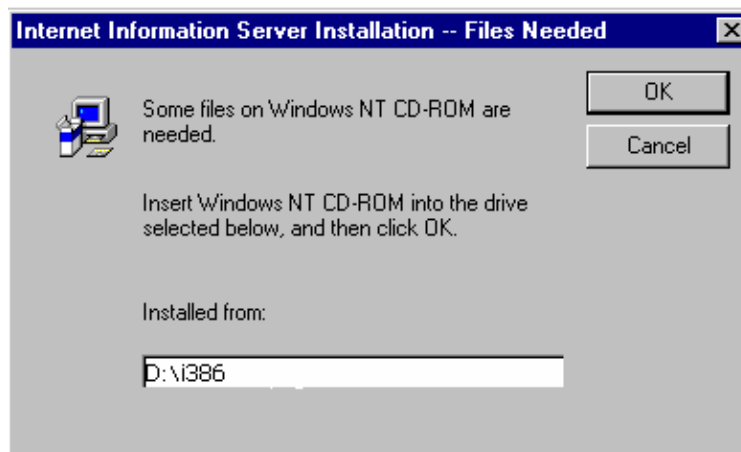 Internet Information Server Installation -- Files Needed
OK
Some files on Windows NT CD-ROM are
needed.
Cancel
Insert Windows NT CD-ROM into the drive
selected below, and then click OK.
Installed from:
D:\i386